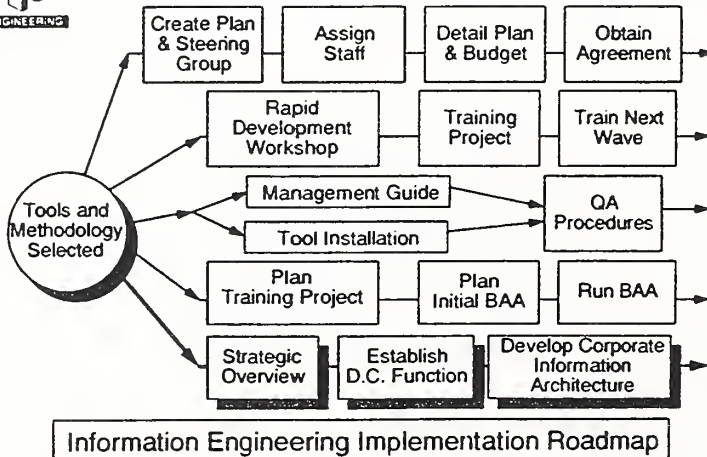 GINEERING
Create Plan
& Steering
Group
Assign
Staff
Detail Plan
& Budget
Obtain
Agreement
Rapid
Development
Workshop
Training
Project
Train Next
Wave
Tools and
Methodology
Selected
Management Guide
Tool Installation
QA
Procedures
Plan
Training Project
Plan
Initial BAA
Run BAA
Strategic
Overview
Establish
D.C. Function
Develop Corporate
Information
Architecture
Information Engineering Implementation Roadmap